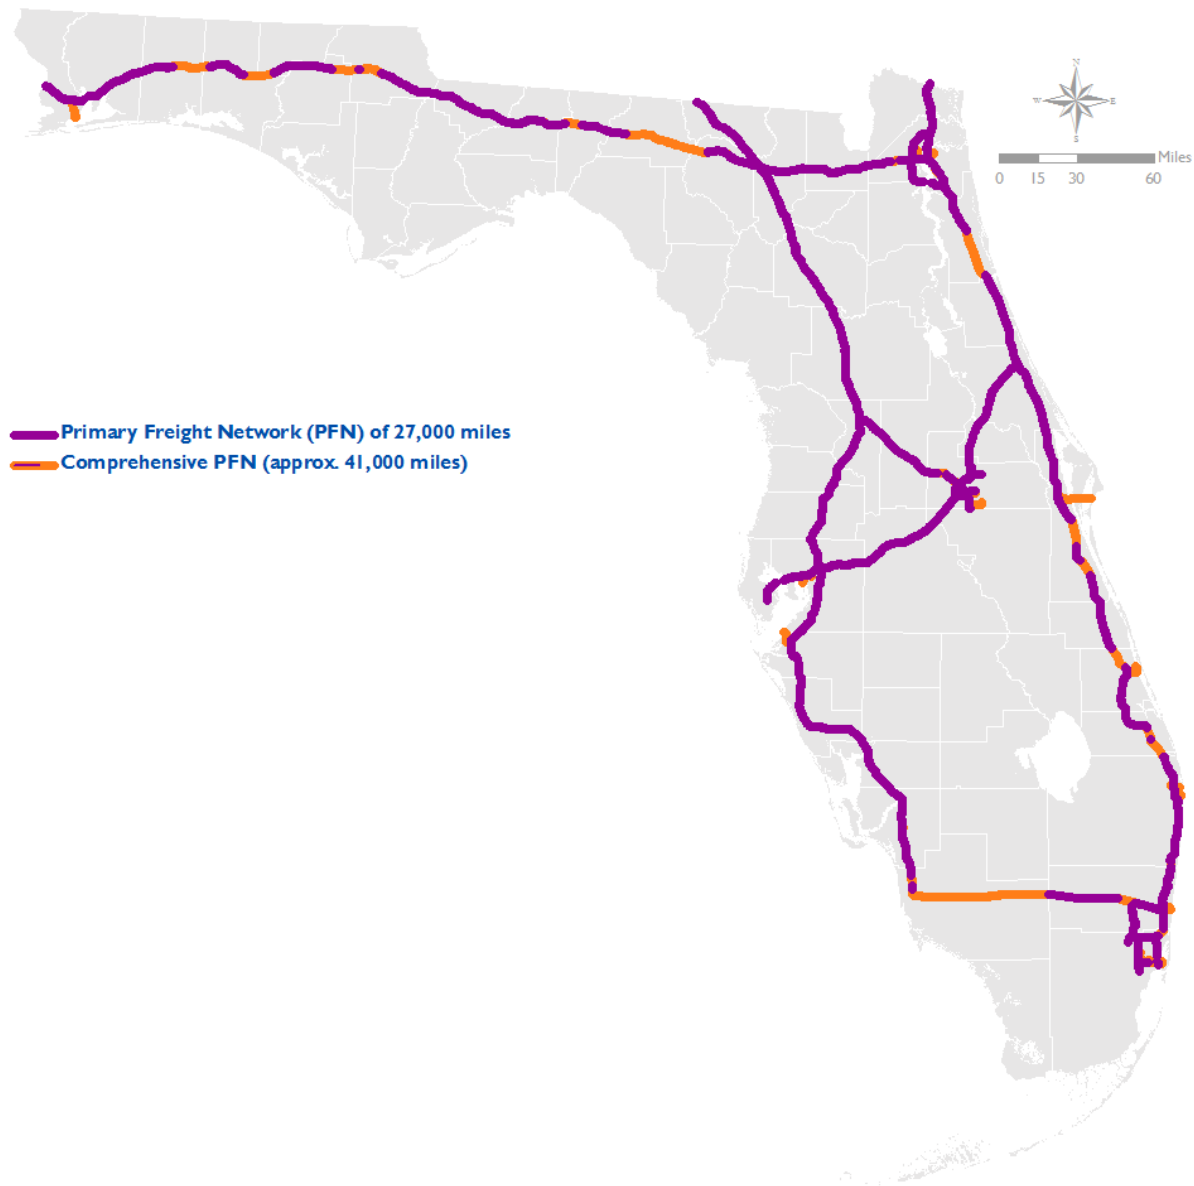 N
W E
S
Miles
0 15 30 60
Primary Freight Network (PFN) of 27,000 miles
Comprehensive PFN (approx. 41,000 miles)